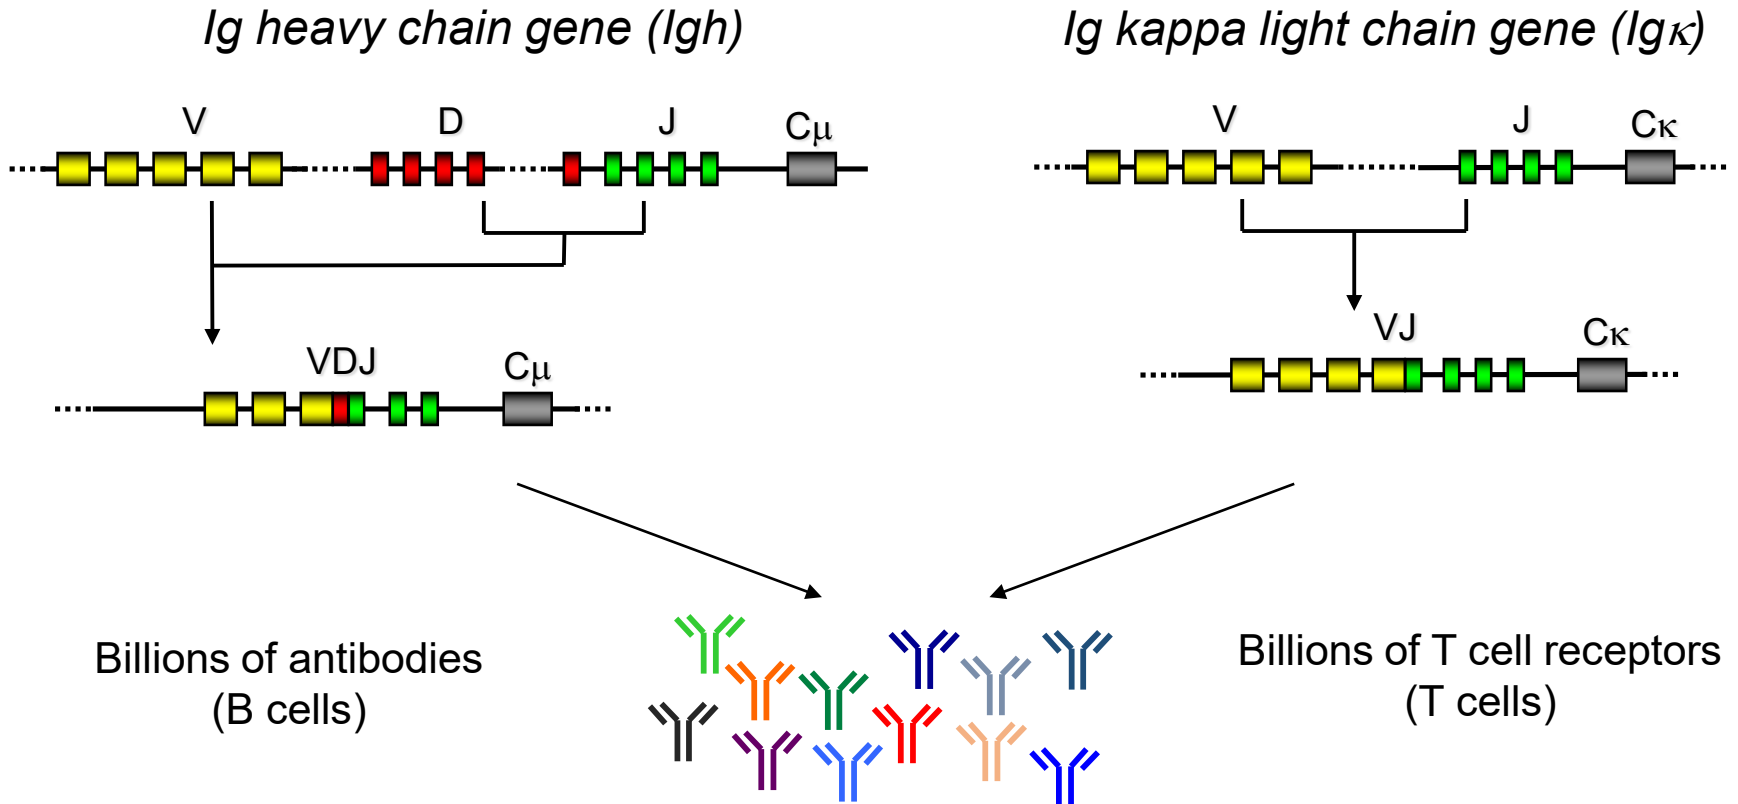 Ig heavy chain gene (Igh)
Ig kappa light chain gene (Igκ)
V
D
J
Cμ
V
J
Cκ
VDJ
Cμ
VJ
Cκ
Billions of antibodies
(B cells)
Billions of T cell receptors
(T cells)